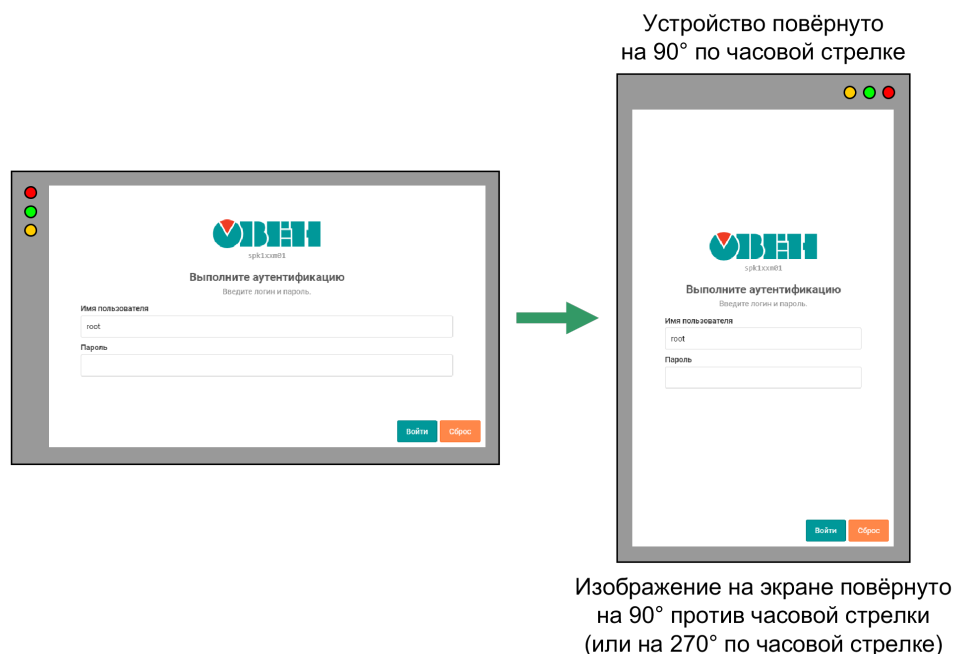 Устройство повёрнуто
на 90° по часовой стрелке
ОВЕН
spk1xxm01
Выполните аутентификацию
Введите логин и пароль.
Имя пользователя
root
Пароль
Войти Сброс
ОВЕН
spk1xxm01
Выполните аутентификацию
Введите логин и пароль.
Имя пользователя
root
Пароль
Войти Сброс
Изображение на экране повёрнуто
на 90° против часовой стрелки
(или на 270° по часовой стрелке)